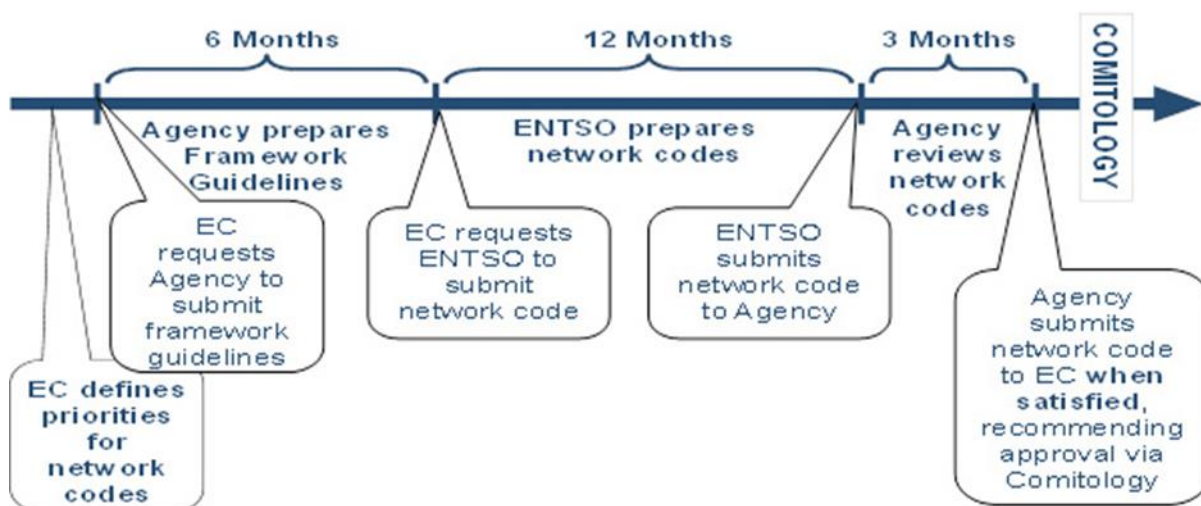 6 Months
12 Months
3 Months
COMITOLOGY
Agency prepares
Framework
Guidelines
ENTSO prepares
network codes
Agency
reviews
network
codes
EC defines
priorities
for
network
codes
EC
requests
Agency to
submit
framework
guidelines
EC requests
ENTSO to
submit
network code
ENTSO
submits
network code
to Agency
Agency
submits
network code
to EC when
satisfied,
recommending
approval via
Comitology